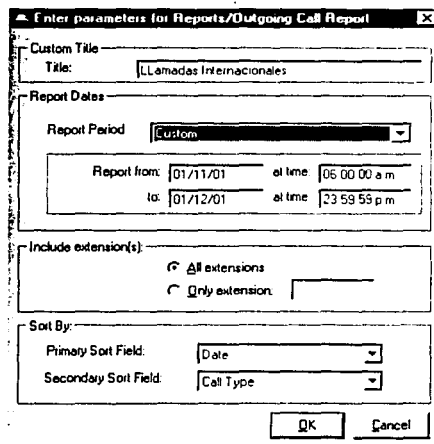 Enter parameters for Reports/Outgoing Call Report
Custom Title
Title: LLamadas Internacionales
Report Dates
Report Period Custom
Report from: 01/11/01 at time: 06 00 00 a m
to: 01/12/01 at time 23 59 59 p m
Include extension(s):
All extensions
Only extension:
Sort By:
Primary Sort Field: Date
Secondary Sort Field: Call Type
OK Cancel